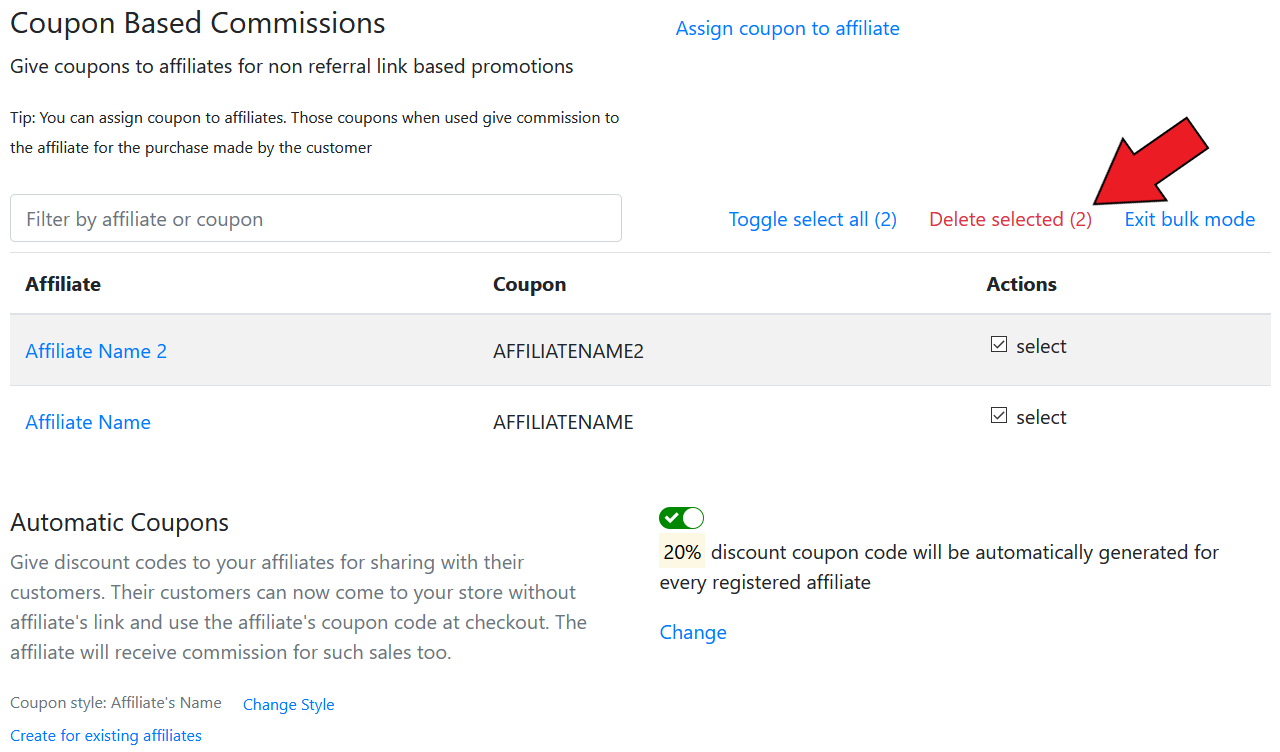 Coupon Based Commissions
Assign coupon to affiliate
Give coupons to affiliates for non referral link based promotions
Tip: You can assign coupon to affiliates. Those coupons when used give commission to
the affiliate for the purchase made by the customer
Filter by affiliate or coupon
Toggle select all (2) Delete selected (2) Exit bulk mode
Affiliate Coupon Actions
Affiliate Name 2 AFFILIATENAME2 select
Affiliate Name AFFILIATENAME select
Automatic Coupons
Give discount codes to your affiliates for sharing with their
customers. Their customers can now come to your store without
affiliate's link and use the affiliate's coupon code at checkout. The
affiliate will receive commission for such sales too.
Coupon style: Affiliate's Name Change Style
Create for existing affiliates
20% discount coupon code will be automatically generated for
every registered affiliate
Change